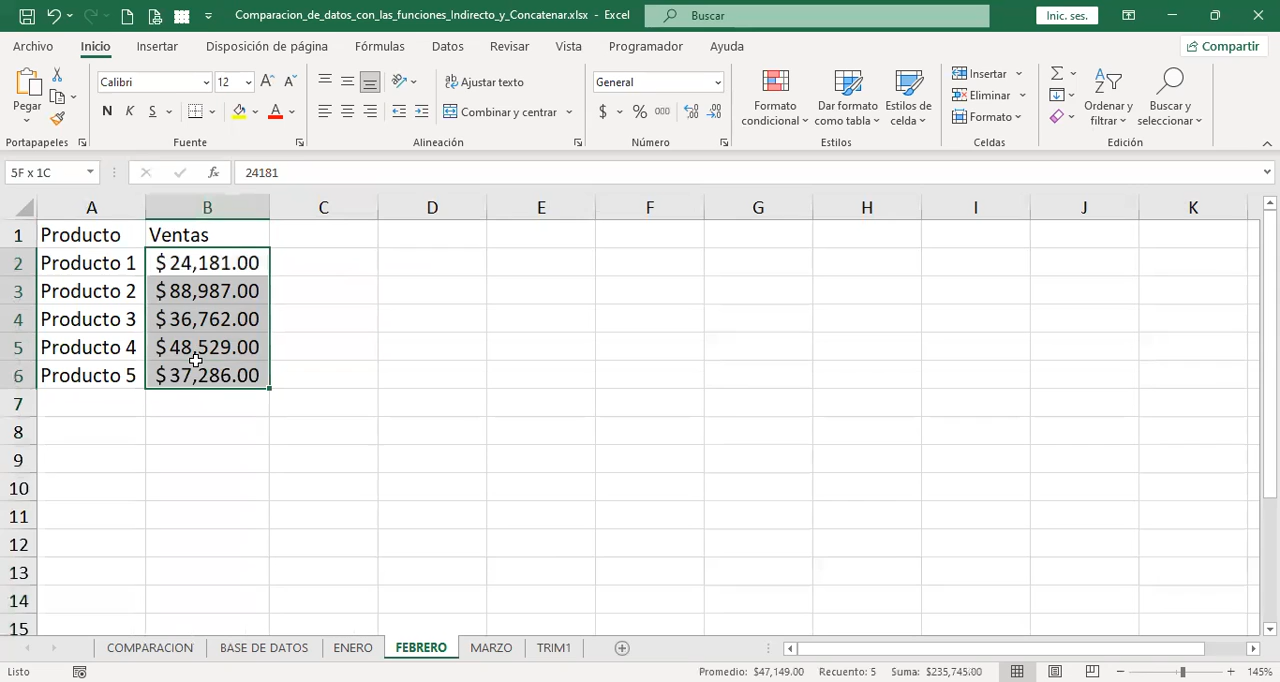 Comparacion_de_datos_con_las_funciones_Indirecto_y_Concatenar.xlsx - Excel
Buscar
Inic. ses.
Archivo Inicio Insertar Disposición de página Fórmulas Datos Revisar Vista Programador Ayuda
Compartir
Pegar
Calibri 12
N K S
Ajustar texto
Combinar y centrar
General
$ % 000
Formato condicional
Dar formato como tabla
Estilos de celda
Insertar
Eliminar
Formato
Ordenar y filtrar
Buscar y seleccionar
Portapapeles Fuente Alineación Número Estilos Celdas Edición
5F x 1C fx 24181
A B C D E F G H I J K
1 Producto Ventas
2 Producto 1 $ 24,181.00
3 Producto 2 $ 88,987.00
4 Producto 3 $ 36,762.00
5 Producto 4 $ 48,529.00
6 Producto 5 $ 37,286.00
7
8
9
10
11
12
13
14
15
COMPARACION BASE DE DATOS ENERO FEBRERO MARZO TRIM1
Listo Promedio: $47,149.00 Recuento: 5 Suma: $235,745.00 145%